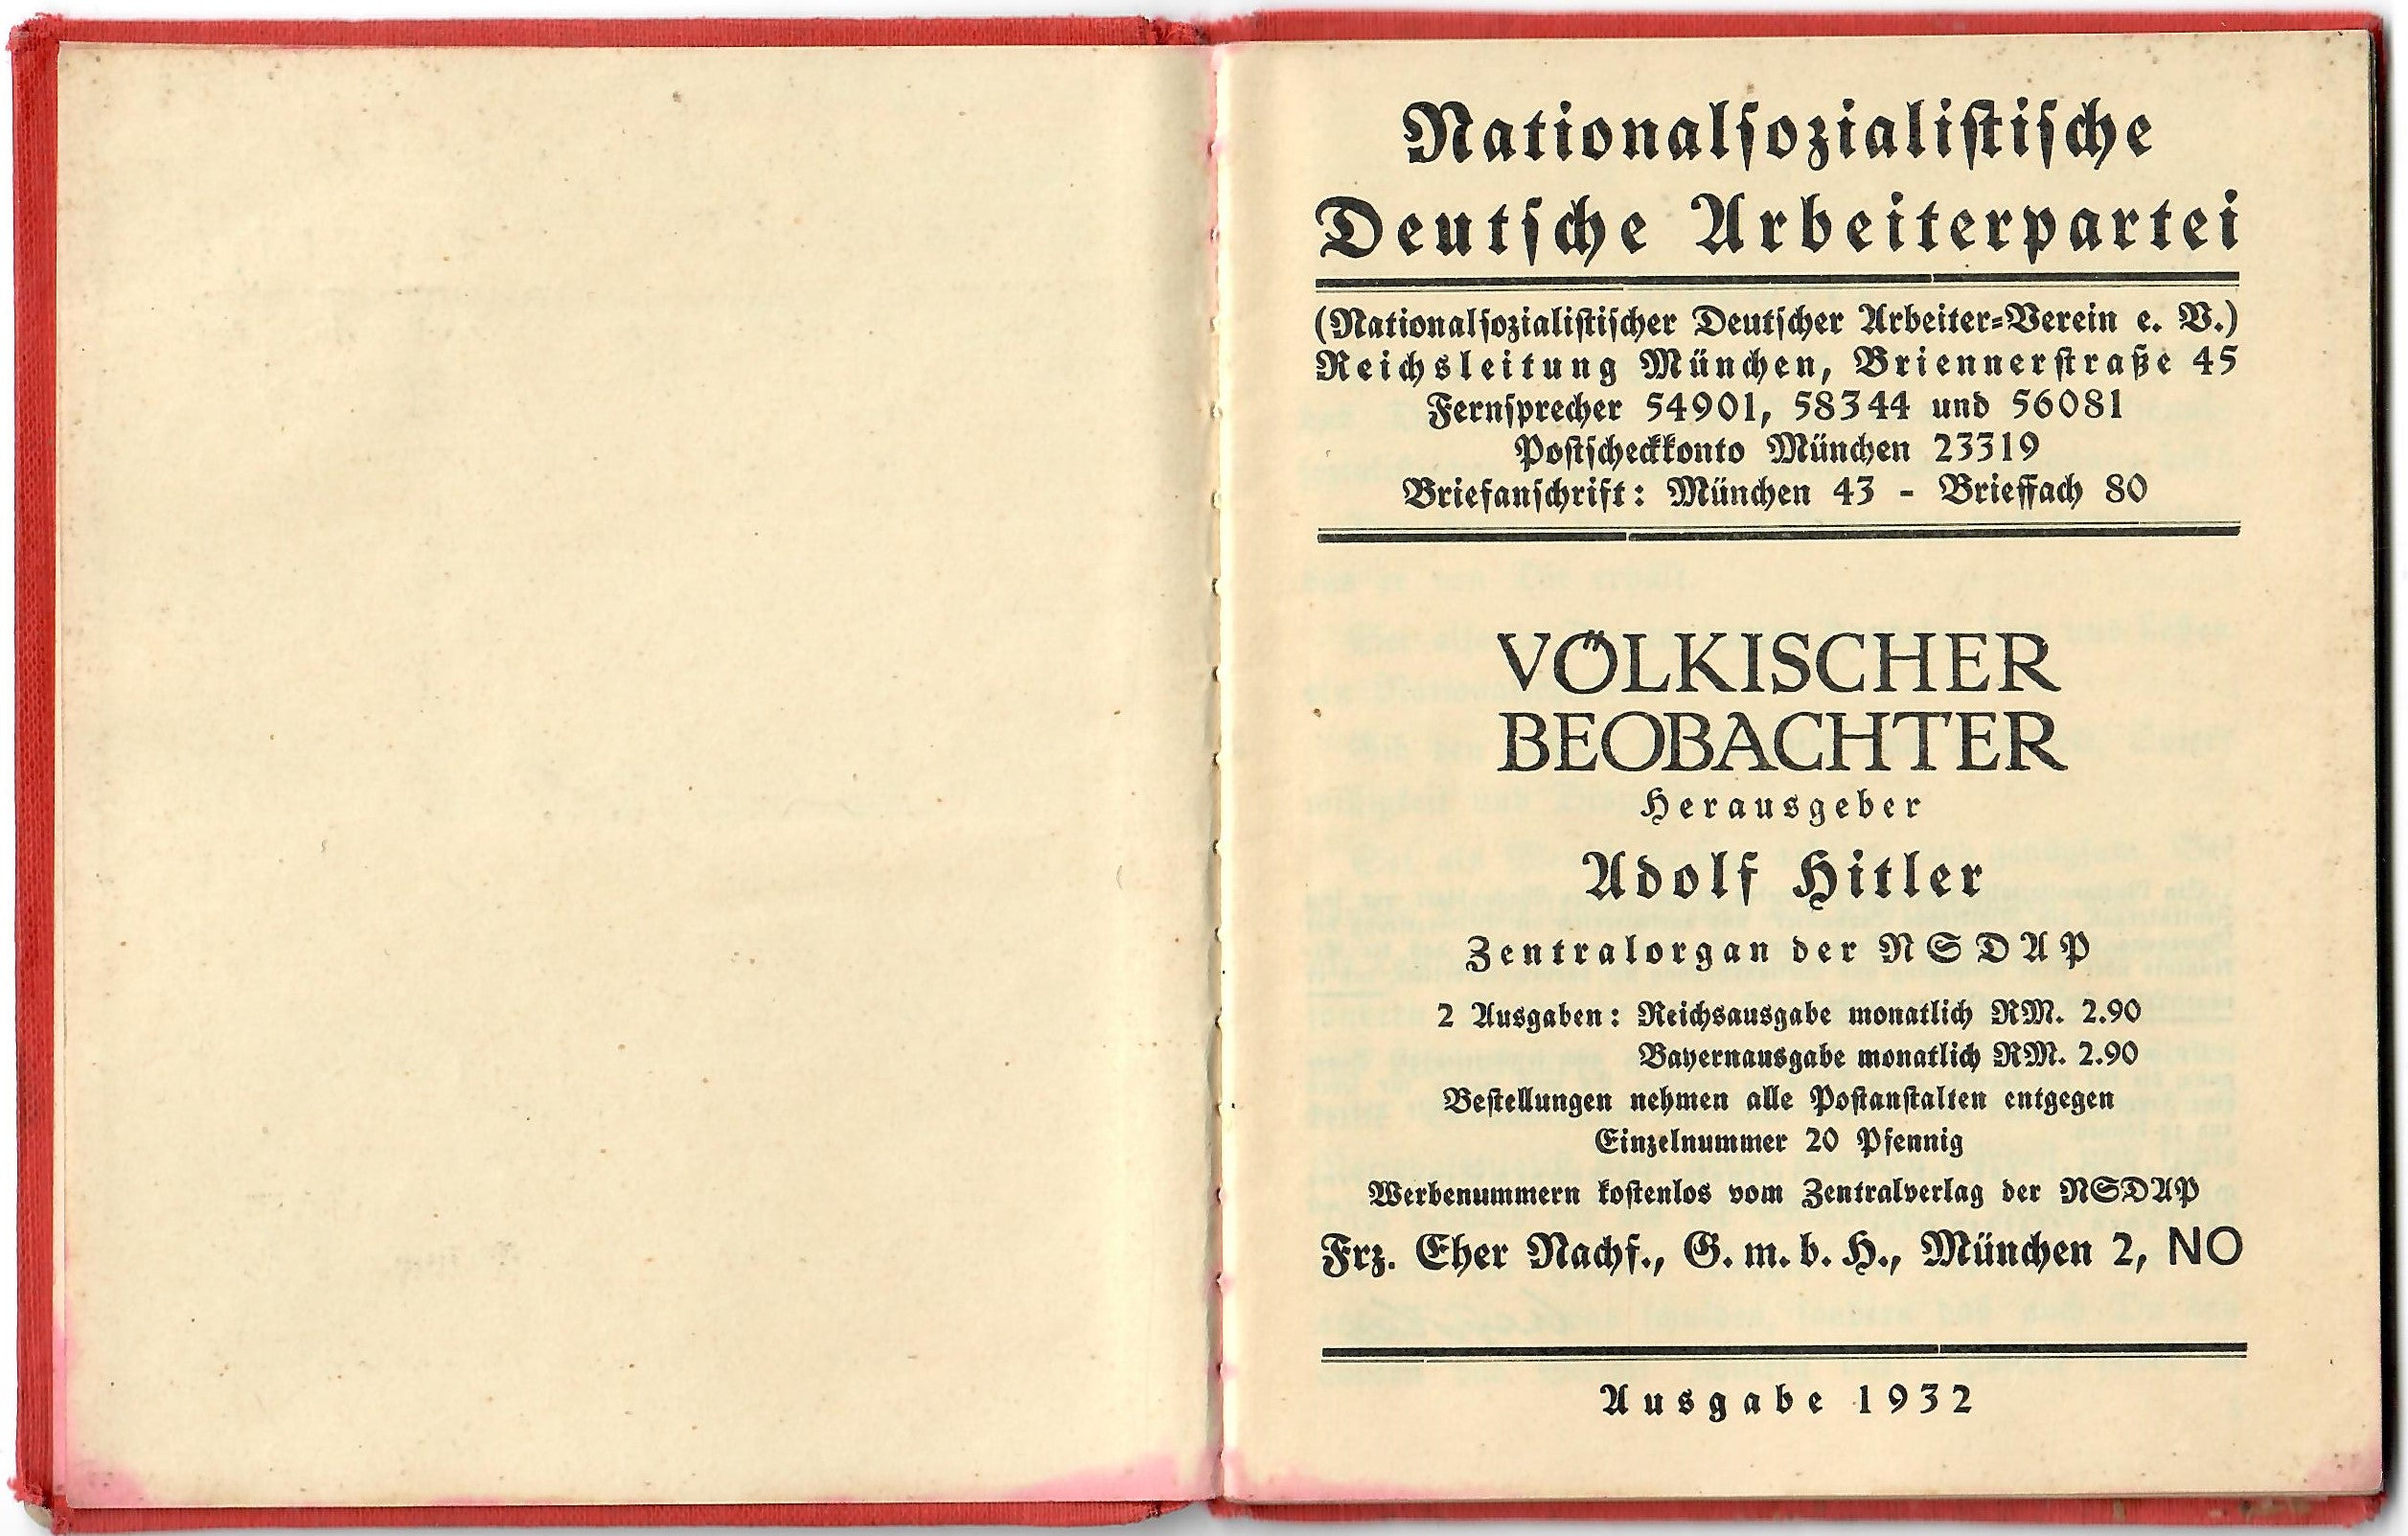 Nationalsozialistische
Deutsche Arbeiterpartei
(Nationalsozialistischer Deutscher Arbeiter-Verein e. V.)
Reichsleitung München, Briennerstraße 45
Fernsprecher 54901, 58344 und 56081
Postscheckkonto München 23319
Briefanschrift: München 43 - Brieffach 80
VÖLKISCHER
BEOBACHTER
Herausgeber
Adolf Hitler
Zentralorgan der NSDAP
2 Ausgaben: Reichsausgabe monatlich RM. 2.90
Bayernausgabe monatlich RM. 2.90
Bestellungen nehmen alle Postanstalten entgegen
Einzelnummer 20 Pfennig
Werbenummern kostenlos vom Zentralverlag der NSDAP
Frz. Eher Nachf., G. m. b. H., München 2, NO
Ausgabe 1932